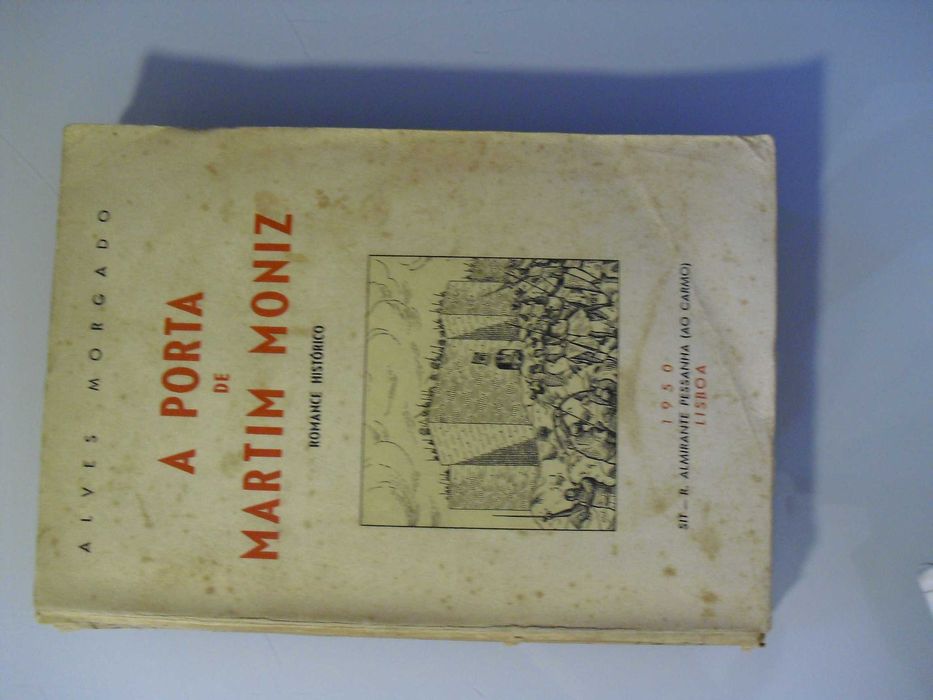 ALVES MORGADO
A PORTA
DE
MARTIM MONIZ
ROMANCE HISTÓRICO
1950
LISBOA
SIT – R. ALMIRANTE PESSANHA (AO CARMO)